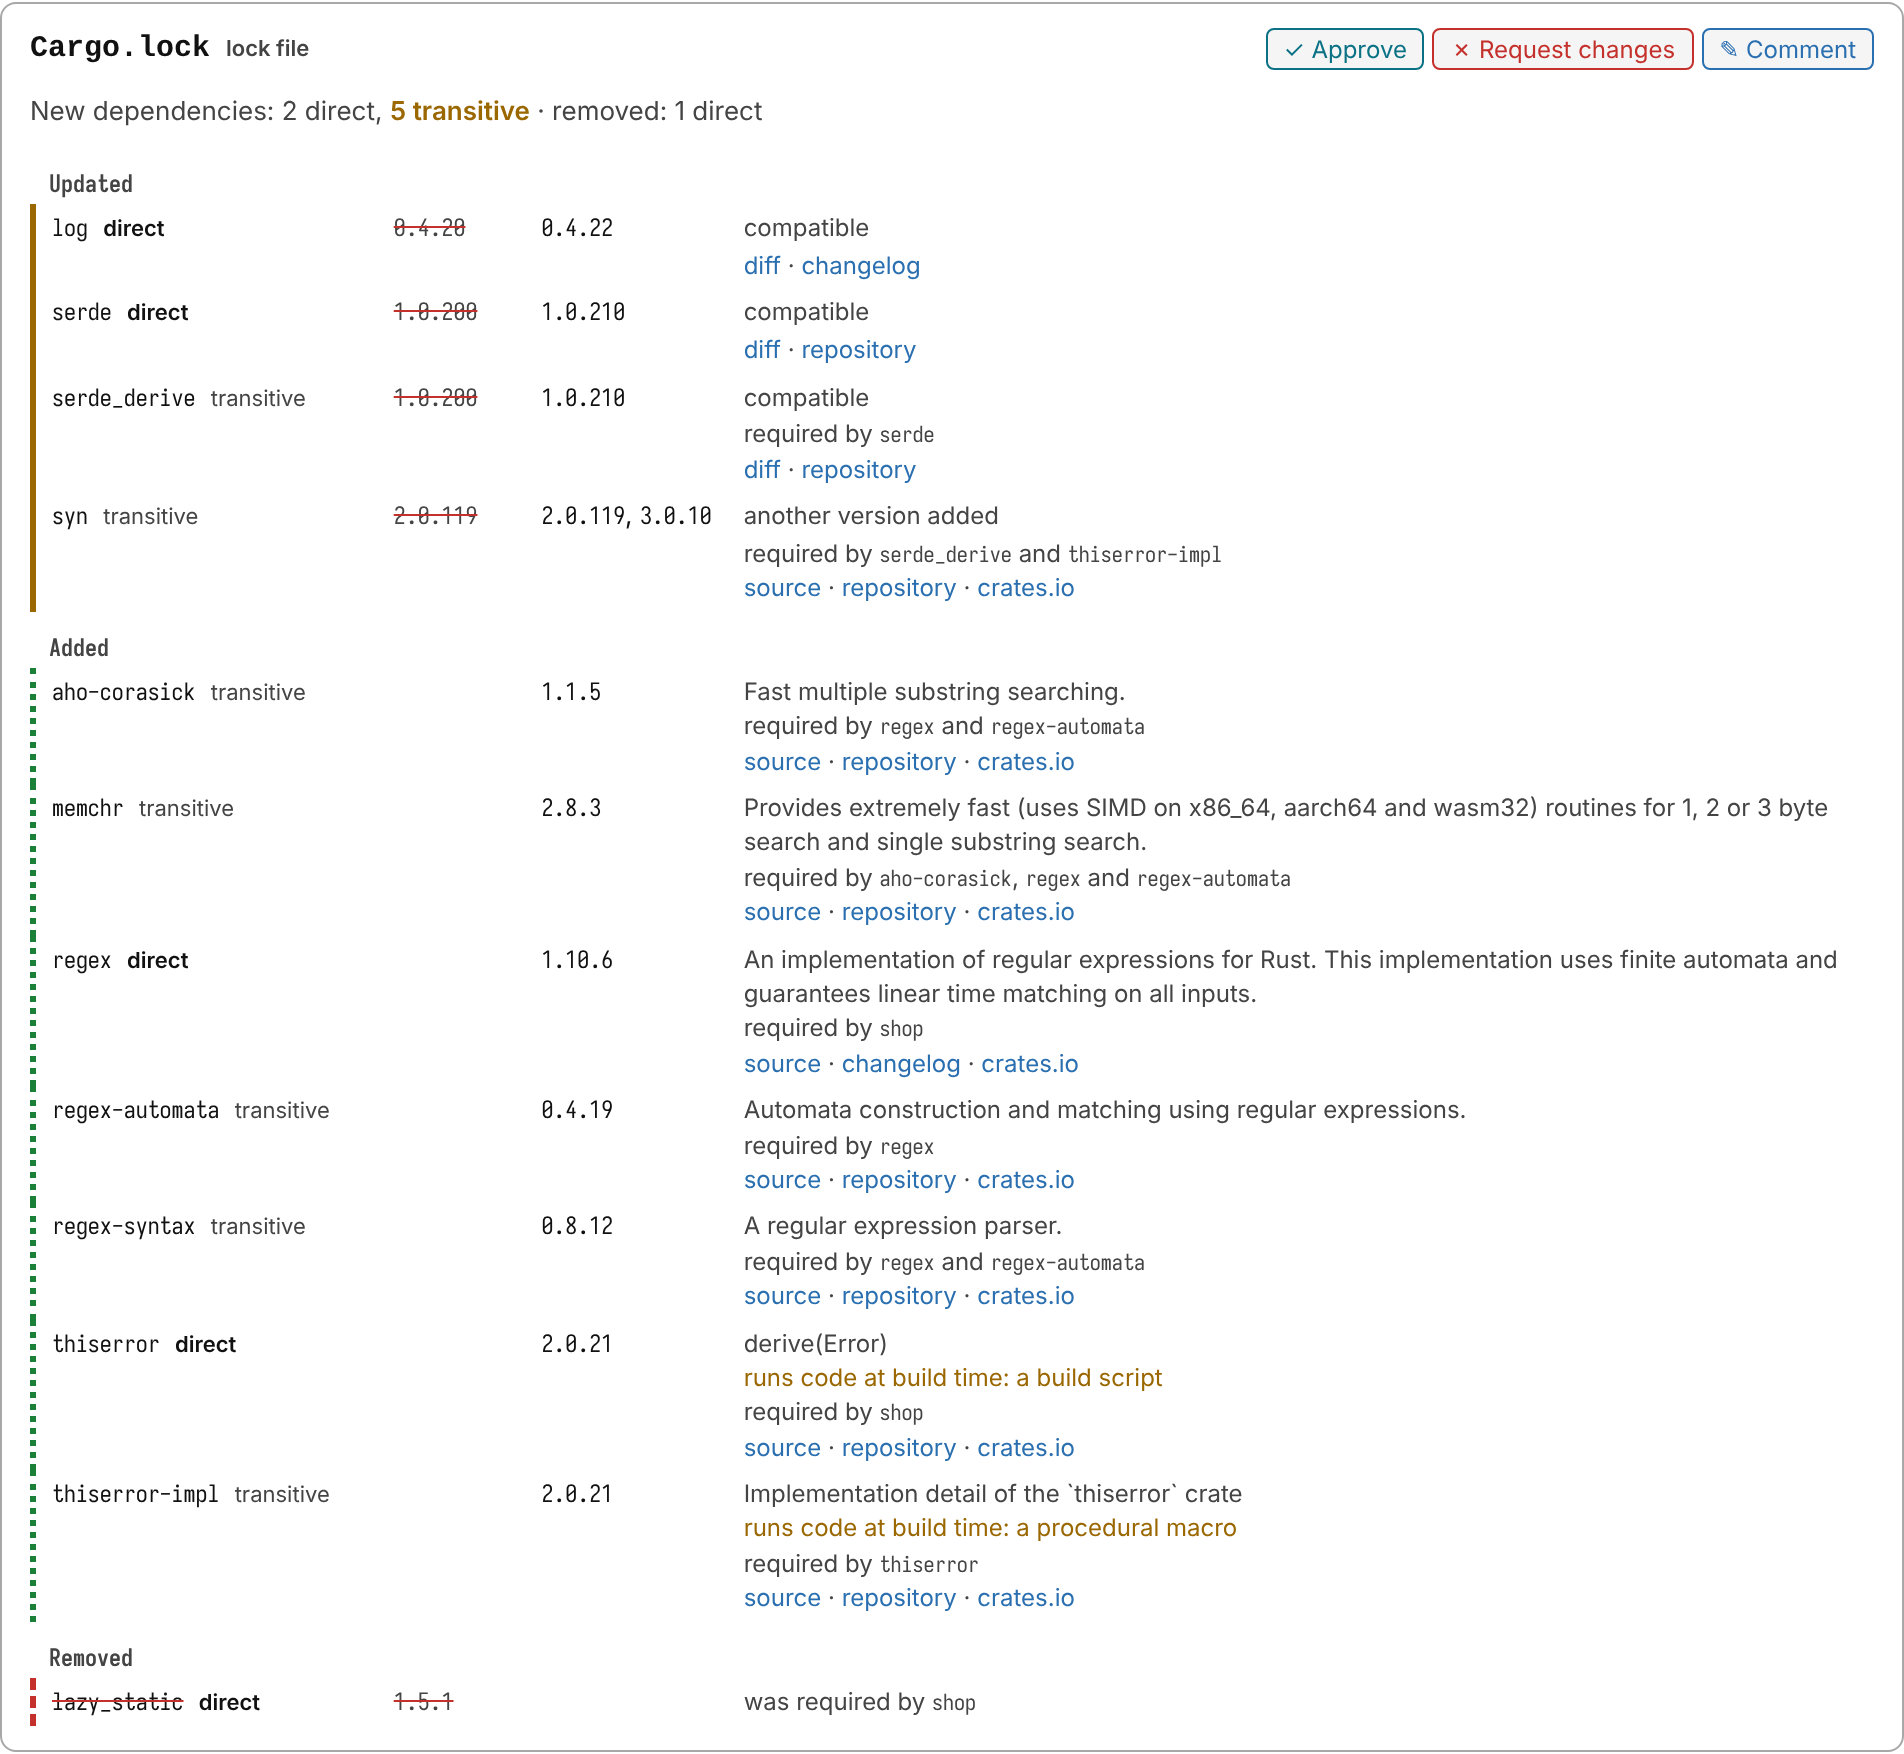 Cargo.lock lock file
✓ Approve
× Request changes
✎ Comment
New dependencies: 2 direct, 5 transitive · removed: 1 direct
Updated
log direct 0.4.20 0.4.22 compatible
diff · changelog
serde direct 1.0.200 1.0.210 compatible
diff · repository
serde_derive transitive 1.0.200 1.0.210 compatible
required by serde
diff · repository
syn transitive 2.0.119 2.0.119, 3.0.10 another version added
required by serde_derive and thiserror-impl
source · repository · crates.io
Added
aho-corasick transitive 1.1.5 Fast multiple substring searching.
required by regex and regex-automata
source · repository · crates.io
memchr transitive 2.8.3 Provides extremely fast (uses SIMD on x86_64, aarch64 and wasm32) routines for 1, 2 or 3 byte
search and single substring search.
required by aho-corasick, regex and regex-automata
source · repository · crates.io
regex direct 1.10.6 An implementation of regular expressions for Rust. This implementation uses finite automata and
guarantees linear time matching on all inputs.
required by shop
source · changelog · crates.io
regex-automata transitive 0.4.19 Automata construction and matching using regular expressions.
required by regex
source · repository · crates.io
regex-syntax transitive 0.8.12 A regular expression parser.
required by regex and regex-automata
source · repository · crates.io
thiserror direct 2.0.21 derive(Error)
runs code at build time: a build script
required by shop
source · repository · crates.io
thiserror-impl transitive 2.0.21 Implementation detail of the `thiserror` crate
runs code at build time: a procedural macro
required by thiserror
source · repository · crates.io
Removed
lazy_static direct 1.5.1 was required by shop